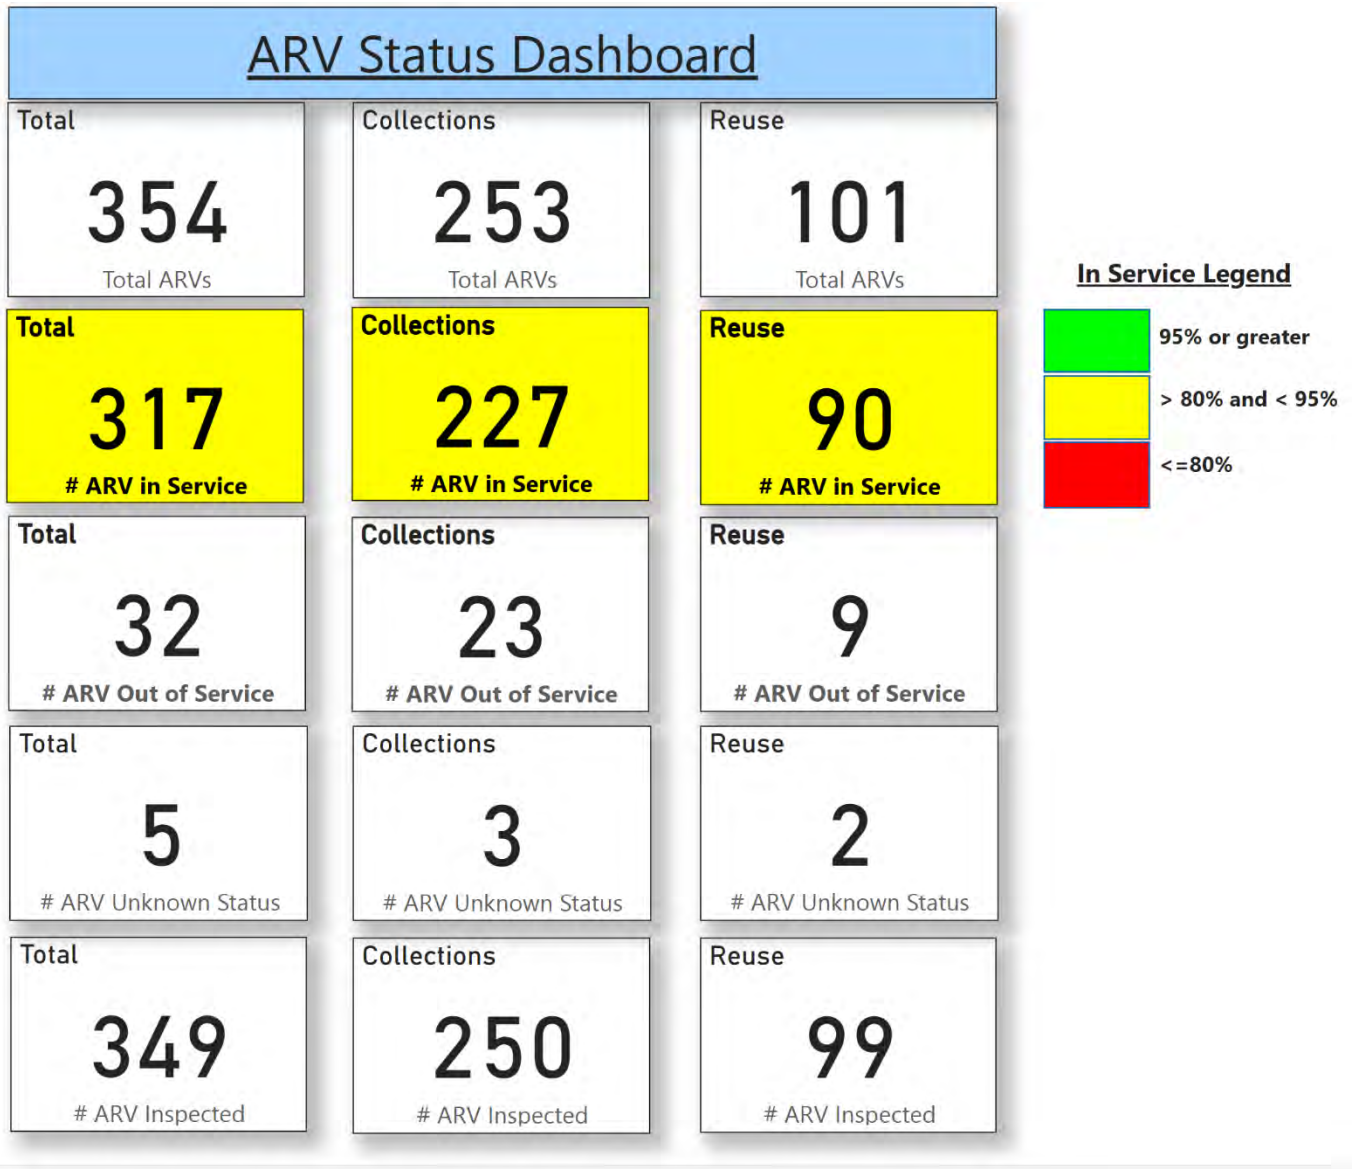 ARV Status Dashboard
Total
354
Total ARVs
Collections
253
Total ARVs
Reuse
101
Total ARVs
Total
317
# ARV in Service
Collections
227
# ARV in Service
Reuse
90
# ARV in Service
Total
32
# ARV Out of Service
Collections
23
# ARV Out of Service
Reuse
9
# ARV Out of Service
Total
5
# ARV Unknown Status
Collections
3
# ARV Unknown Status
Reuse
2
# ARV Unknown Status
Total
349
# ARV Inspected
Collections
250
# ARV Inspected
Reuse
99
# ARV Inspected
In Service Legend
95% or greater
> 80% and < 95%
<=80%